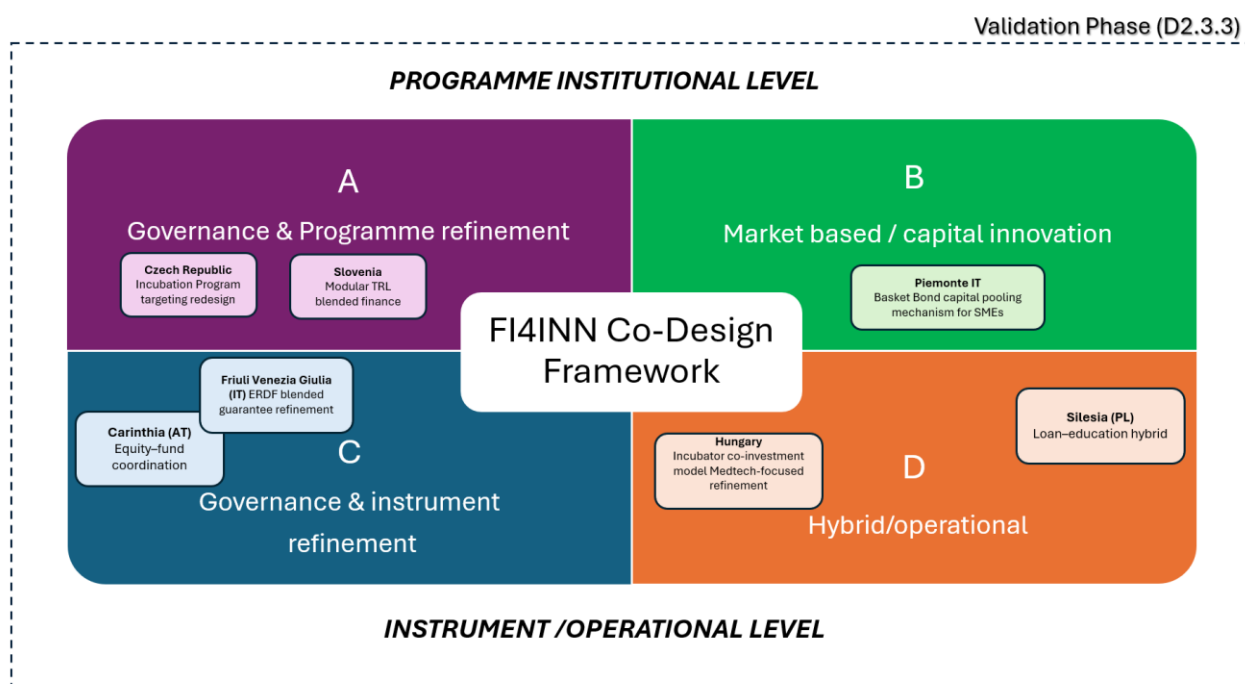 Validation Phase (D2.3.3)
PROGRAMME INSTITUTIONAL LEVEL
A
Governance & Programme refinement
Czech Republic
Incubation Program
targeting redesign
Slovenia
Modular TRL
blended finance
B
Market based / capital innovation
Piemonte IT
Basket Bond capital pooling
mechanism for SMEs
FI4INN Co-Design
Framework
Friuli Venezia Giulia
(IT) ERDF blended
guarantee refinement
Carinthia (AT)
Equity–fund
coordination
C
Governance & instrument
refinement
Silesia (PL)
Loan–education hybrid
Hungary
Incubator co-investment
model Medtech-focused
refinement
D
Hybrid/operational
INSTRUMENT /OPERATIONAL LEVEL